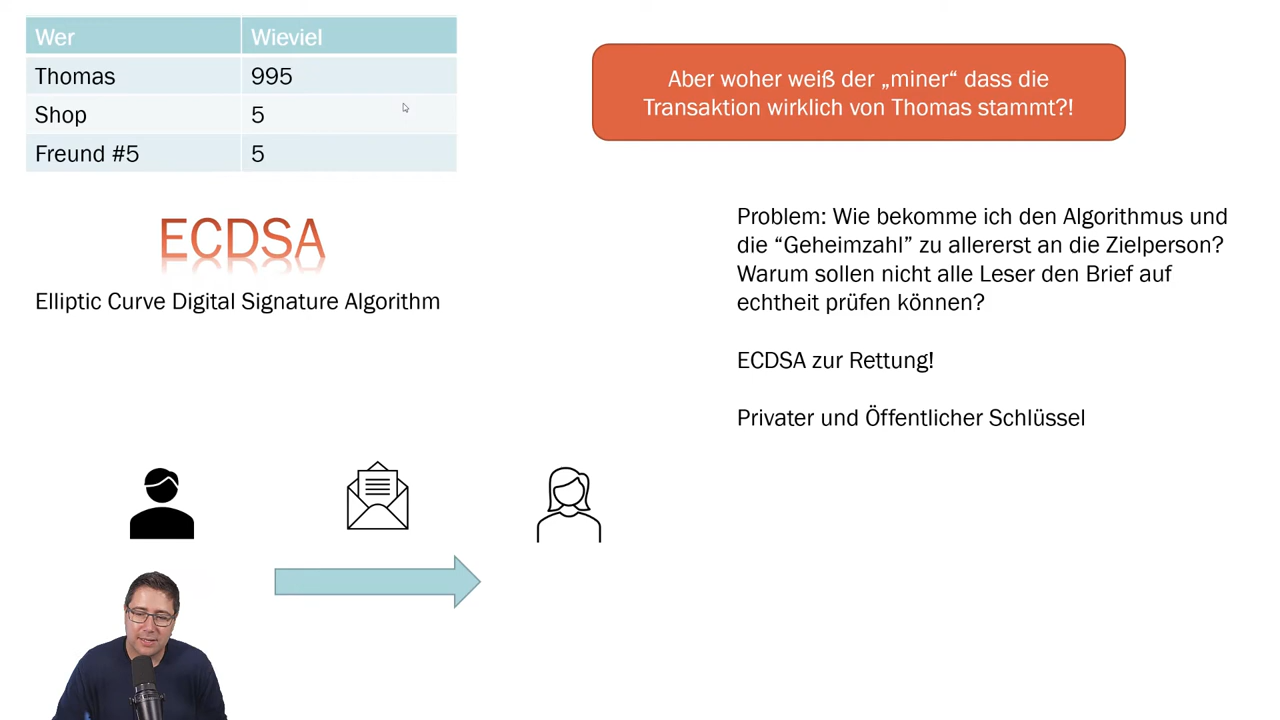 Wer Wieviel
Thomas 995
Shop 5
Freund #5 5
Aber woher weiß der „miner“ dass die
Transaktion wirklich von Thomas stammt?!
ECDSA
Elliptic Curve Digital Signature Algorithm
Problem: Wie bekomme ich den Algorithmus und
die “Geheimzahl” zu allererst an die Zielperson?
Warum sollen nicht alle Leser den Brief auf
echtheit prüfen können?
ECDSA zur Rettung!
Privater und Öffentlicher Schlüssel